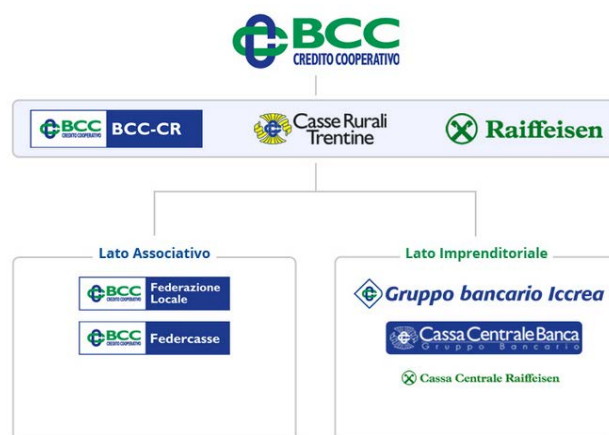 BCC
CREDITO COOPERATIVO
BCC
CREDITO COOPERATIVO
BCC-CR
Casse Rurali
Trentine
Raiffeisen
Lato Associativo
BCC
CREDITO COOPERATIVO
Federazione
Locale
BCC
CREDITO COOPERATIVO
Federcasse
Lato Imprenditoriale
Gruppo bancario Iccrea
Cassa Centrale Banca
Gruppo Bancario
Cassa Centrale Raiffeisen